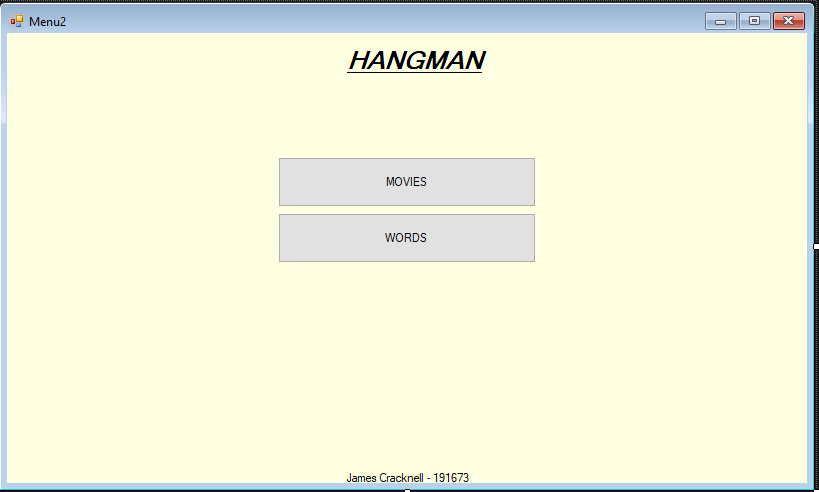 Menu2
HANGMAN
MOVIES
WORDS
James Cracknell - 191673